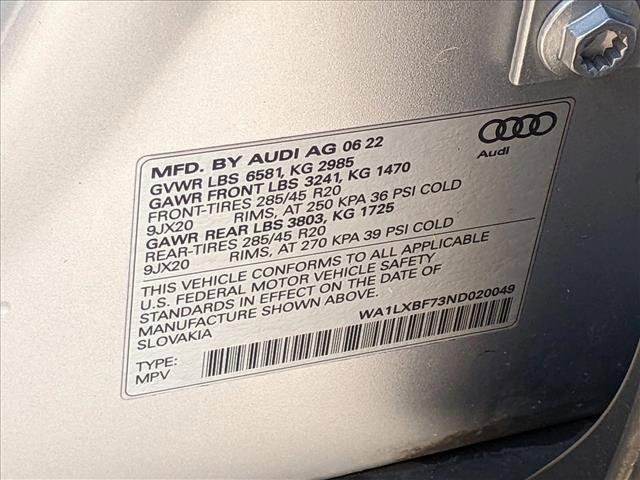 MFD. BY AUDI AG 06 22
GVWR LBS 6581, KG 2985
GAWR FRONT LBS 3241, KG 1470
FRONT-TIRES 285/45 R20
9JX20 RIMS, AT 250 KPA 36 PSI COLD
GAWR REAR LBS 3803, KG 1725
REAR-TIRES 285/45 R20
9JX20 RIMS, AT 270 KPA 39 PSI COLD
THIS VEHICLE CONFORMS TO ALL APPLICABLE
U.S. FEDERAL MOTOR VEHICLE SAFETY
STANDARDS IN EFFECT ON THE DATE OF
MANUFACTURE SHOWN ABOVE.
SLOVAKIA
WA1LXBF73ND020049
TYPE:
MPV
Audi